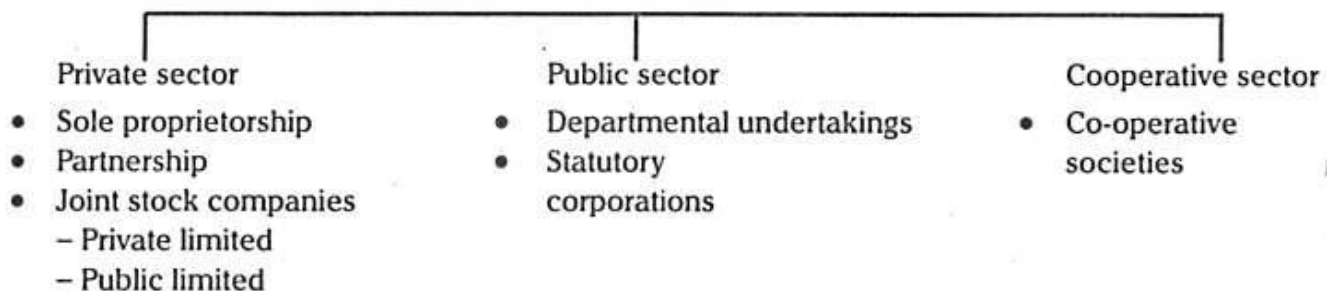 Private sector
• Sole proprietorship
• Partnership
• Joint stock companies
– Private limited
– Public limited
Public sector
• Departmental undertakings
• Statutory
corporations
Cooperative sector
• Co-operative
societies